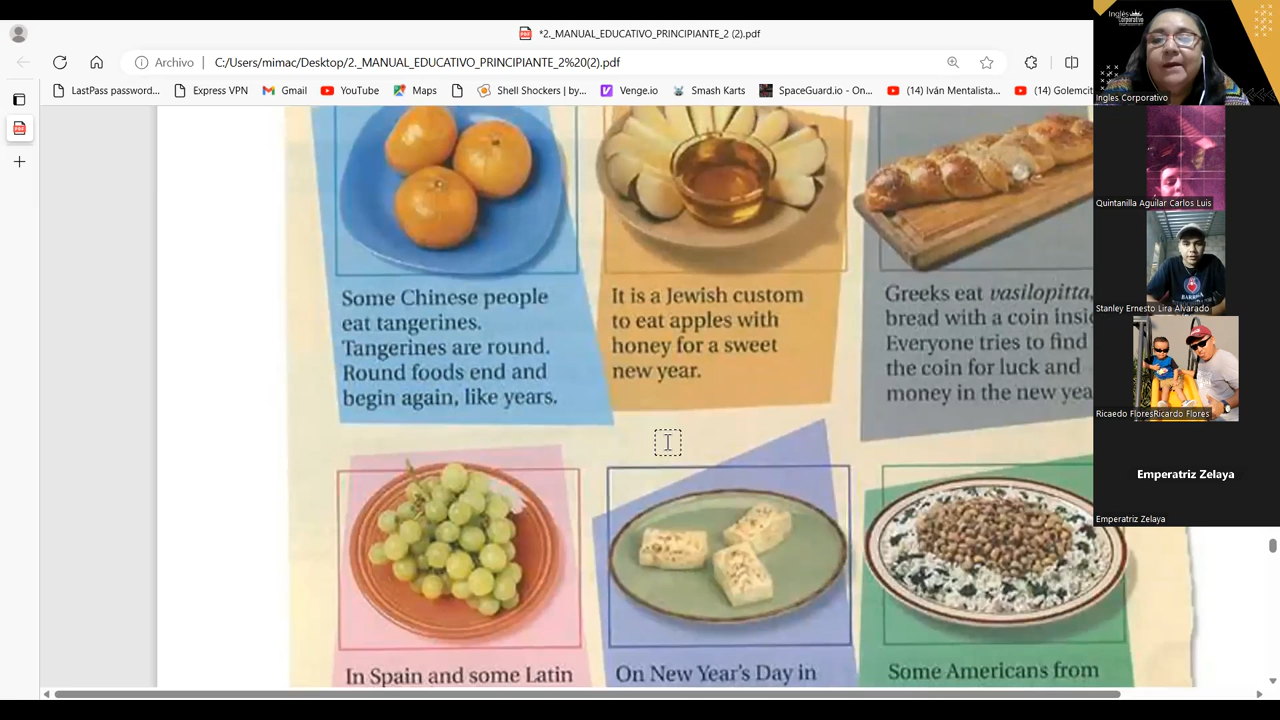 *2._MANUAL_EDUCATIVO_PRINCIPIANTE_2 (2).pdf
Archivo
C:/Users/mimac/Desktop/2._MANUAL_EDUCATIVO_PRINCIPIANTE_2%20(2).pdf
LastPass password...
Express VPN
Gmail
YouTube
Maps
Shell Shockers | by...
Venge.io
Smash Karts
SpaceGuard.io - On...
(14) Iván Mentalista...
(14) Golemcit
Some Chinese people
eat tangerines.
Tangerines are round.
Round foods end and
begin again, like years.
It is a Jewish custom
to eat apples with
honey for a sweet
new year.
Greeks eat vasilopitta,
bread with a coin insi
Everyone tries to find
the coin for luck and
money in the new yea
In Spain and some Latin
On New Year's Day in
Some Americans from
Inglés
Corporativo
Ingles Corporativo
Quintanilla Aguilar Carlos Luis
Stanley Ernesto Lira Alvarado
Ricaedo FloresRicardo Flores
Emperatriz Zelaya
Emperatriz Zelaya